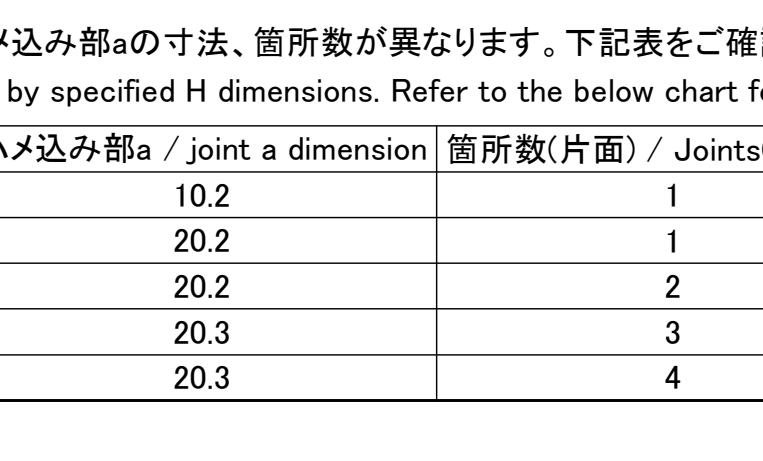 メ込み部aの寸法、箇所数が異なります。下記表をご確
by specified H dimensions. Refer to the below chart
メ込み部a / joint a dimension 箇所数(片面) / Joints
10.2 1
20.2 1
20.2 2
20.3 3
20.3 4